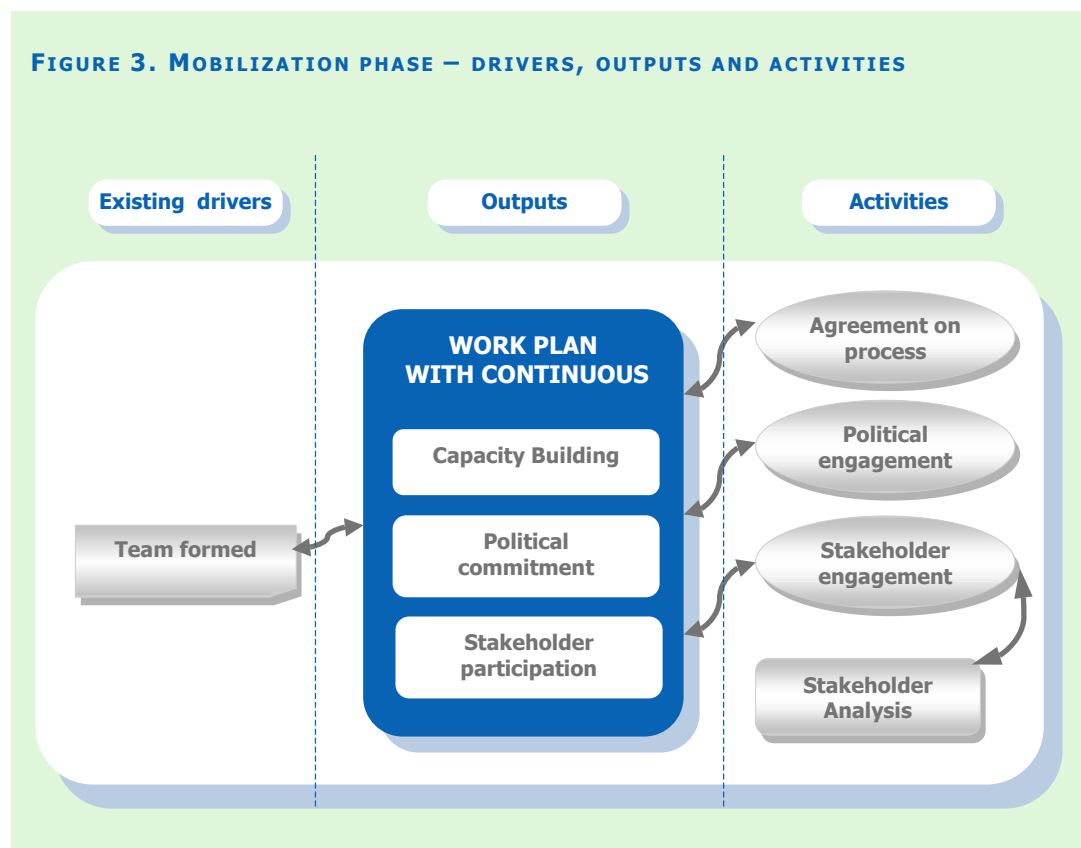 FIGURE 3. MOBILIZATION PHASE – DRIVERS, OUTPUTS AND ACTIVITIES
Existing drivers
Outputs
Activities
Team formed
WORK PLAN
WITH CONTINUOUS
Capacity Building
Political
commitment
Stakeholder
participation
Agreement on
process
Political
engagement
Stakeholder
engagement
Stakeholder
Analysis